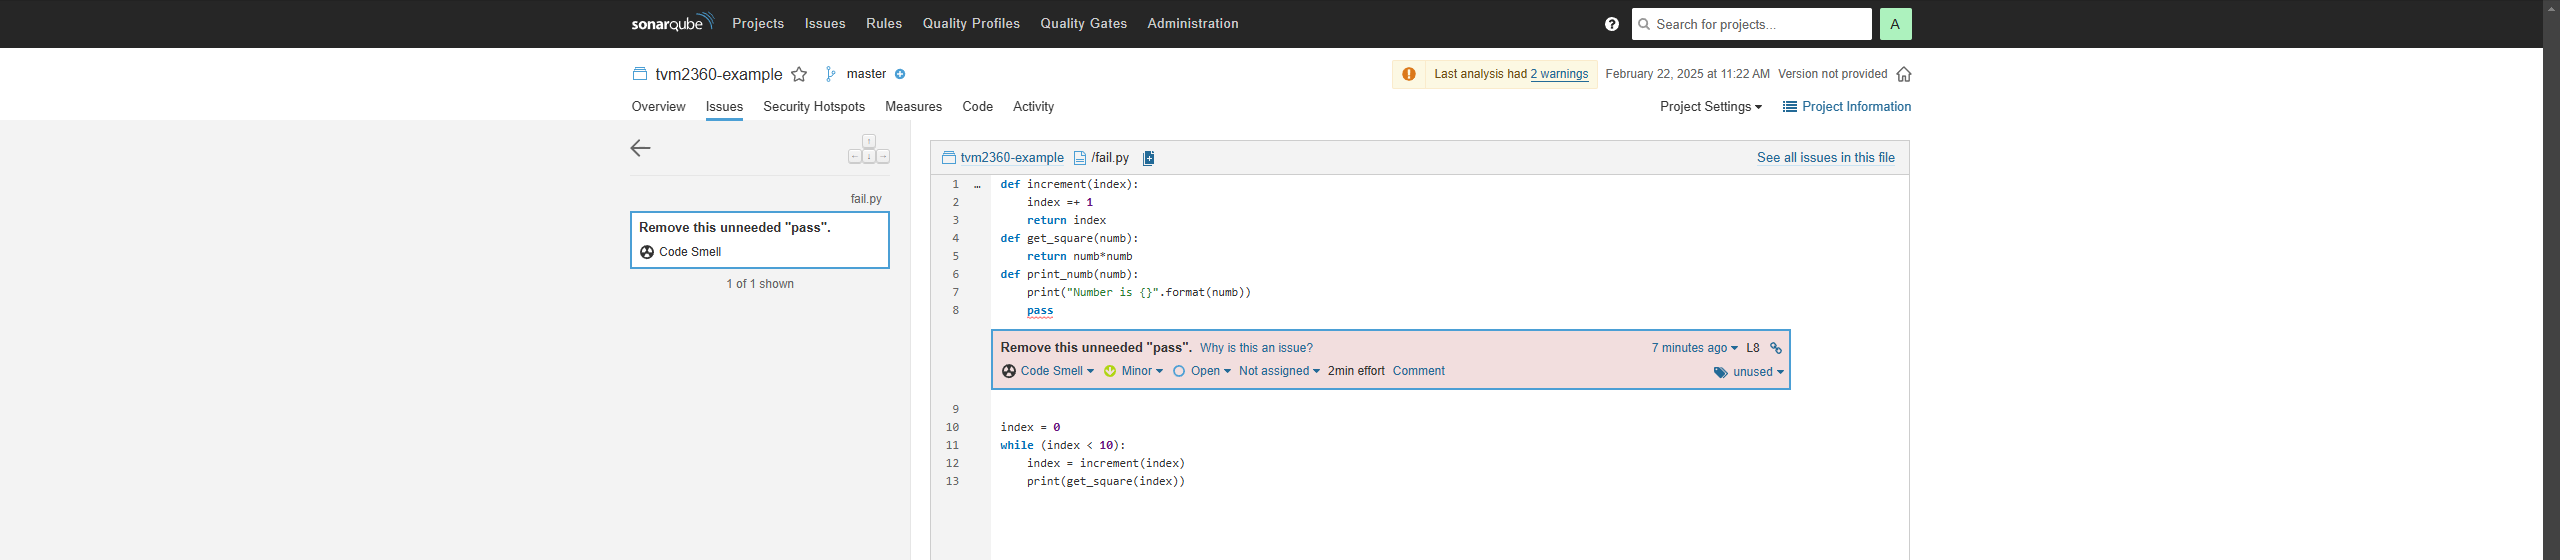 sonarqube Projects Issues Rules Quality Profiles Quality Gates Administration ? Search for projects... A
tvm2360-example master Last analysis had 2 warnings February 22, 2025 at 11:22 AM Version not provided
Overview Issues Security Hotspots Measures Code Activity Project Settings Project Information
fail.py
Remove this unneeded "pass".
Code Smell
1 of 1 shown
tvm2360-example /fail.py See all issues in this file
1 … def increment(index):
2 index =+ 1
3 return index
4 def get_square(numb):
5 return numb*numb
6 def print_numb(numb):
7 print("Number is {}".format(numb))
8 pass
Remove this unneeded "pass". Why is this an issue? 7 minutes ago L8
Code Smell Minor Open Not assigned 2min effort Comment unused
9
10 index = 0
11 while (index < 10):
12 index = increment(index)
13 print(get_square(index))